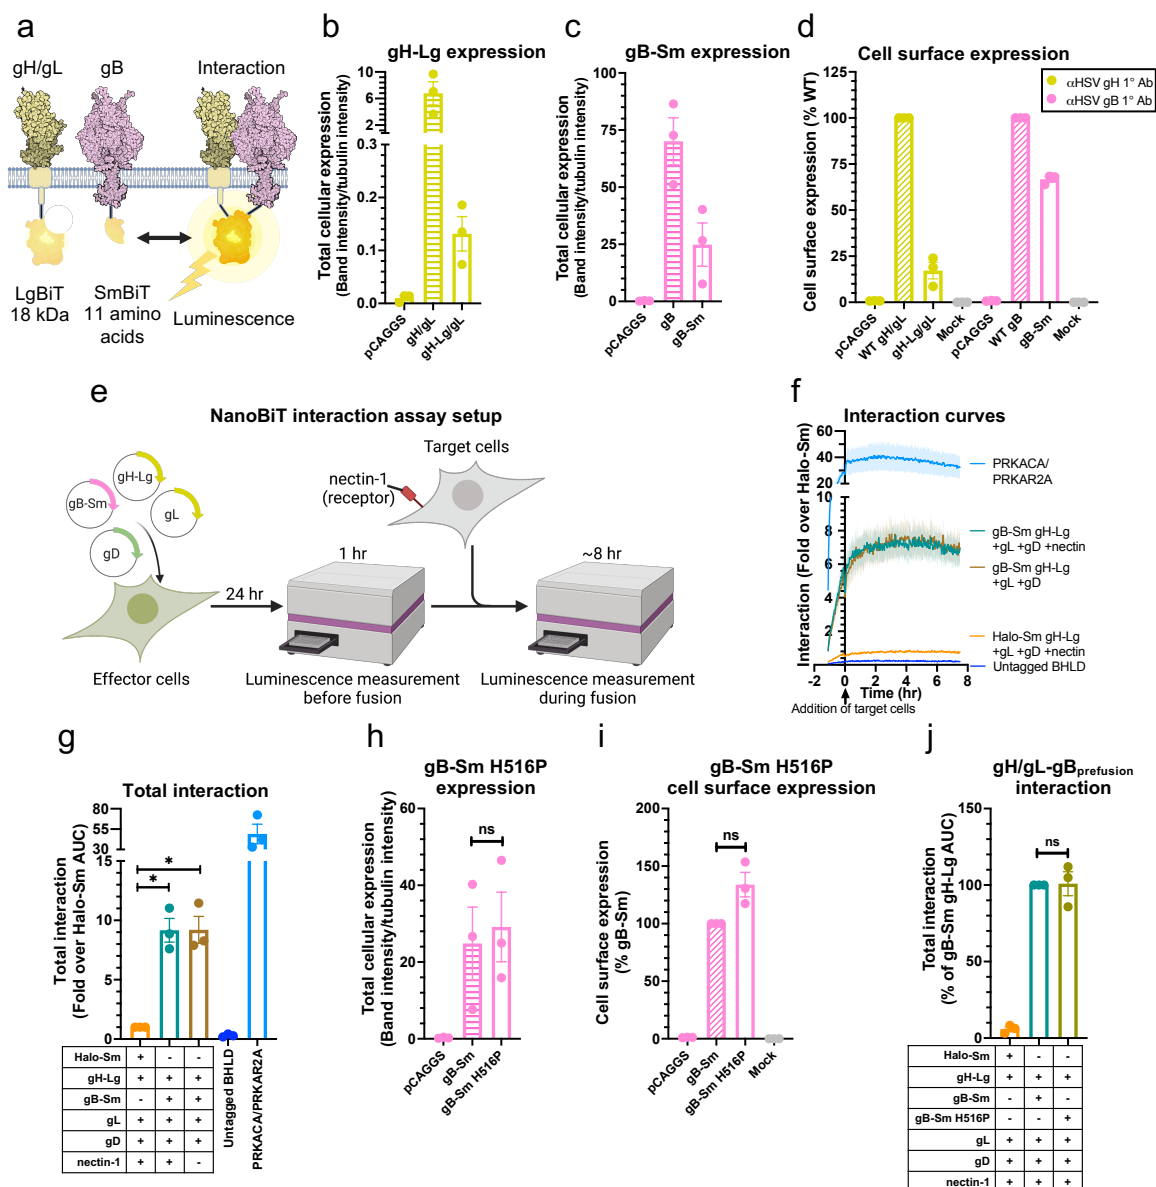 a
gH/gL gB Interaction
LgBiT
18 kDa
SmBiT
11 amino
acids
Luminescence
b
gH-Lg expression
Total cellular expression
(Band intensity/tubulin intensity)
10
6
2
0.3
0.2
0.1
0.0
pCAGGS
gH/gL
gH-Lg/gL
c
gB-Sm expression
Total cellular expression
(Band intensity/tubulin intensity)
100
75
50
25
0
pCAGGS
gB
gB-Sm
d
Cell surface expression
αHSV gH 1° Ab
αHSV gB 1° Ab
Cell surface expression (% WT)
125
100
75
50
25
0
pCAGGS
WT gH/gL
gH-Lg/gL
Mock
pCAGGS
WT gB
gB-Sm
Mock
e
NanoBiT interaction assay setup
gH-Lg
gB-Sm
gL
gD
Target cells
nectin-1
(receptor)
24 hr
1 hr
~8 hr
Effector cells
Luminescence measurement
before fusion
Luminescence measurement
during fusion
f
Interaction curves
Interaction (Fold over Halo-Sm)
60
40
20
10
8
6
4
2
-2 0 2 4 6 8
Time (hr)
Addition of target cells
PRKACA/
PRKAR2A
gB-Sm gH-Lg
+gL +gD +nectin
gB-Sm gH-Lg
+gL +gD
Halo-Sm gH-Lg
+gL +gD +nectin
Untagged BHLD
g
Total interaction
Total interaction
(Fold over Halo-Sm AUC)
80
55
30
15
10
5
0
*
*
Halo-Sm + - -
gH-Lg + + +
gB-Sm - + +
gL + + +
gD + + +
nectin-1 + + -
Untagged BHLD
PRKACA/PRKAR2A
h
gB-Sm H516P
expression
Total cellular expression
(Band intensity/tubulin intensity)
60
40
20
0
ns
pCAGGS
gB-Sm
gB-Sm H516P
i
gB-Sm H516P
cell surface expression
Cell surface expression
(% gB-Sm)
200
150
100
50
0
ns
pCAGGS
gB-Sm
gB-Sm H516P
Mock
j
gH/gL-gBprefusion
interaction
Total interaction
(% of gB-Sm gH-Lg AUC)
150
100
50
0
ns
Halo-Sm + - -
gH-Lg + + +
gB-Sm - + -
gB-Sm H516P - - +
gL + + +
gD + + +
nectin-1 + + +